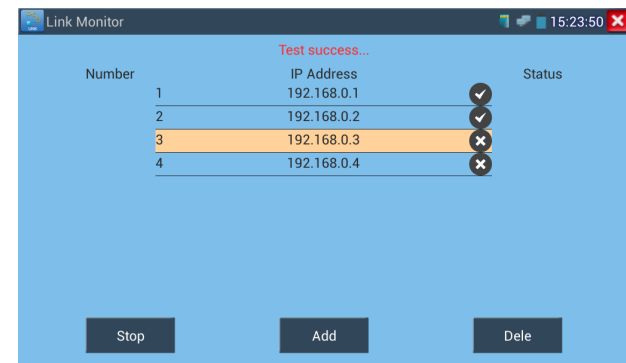 Link Monitor 15:23:50
Test success...
Number IP Address Status
1 192.168.0.1
2 192.168.0.2
3 192.168.0.3
4 192.168.0.4
Stop Add Dele